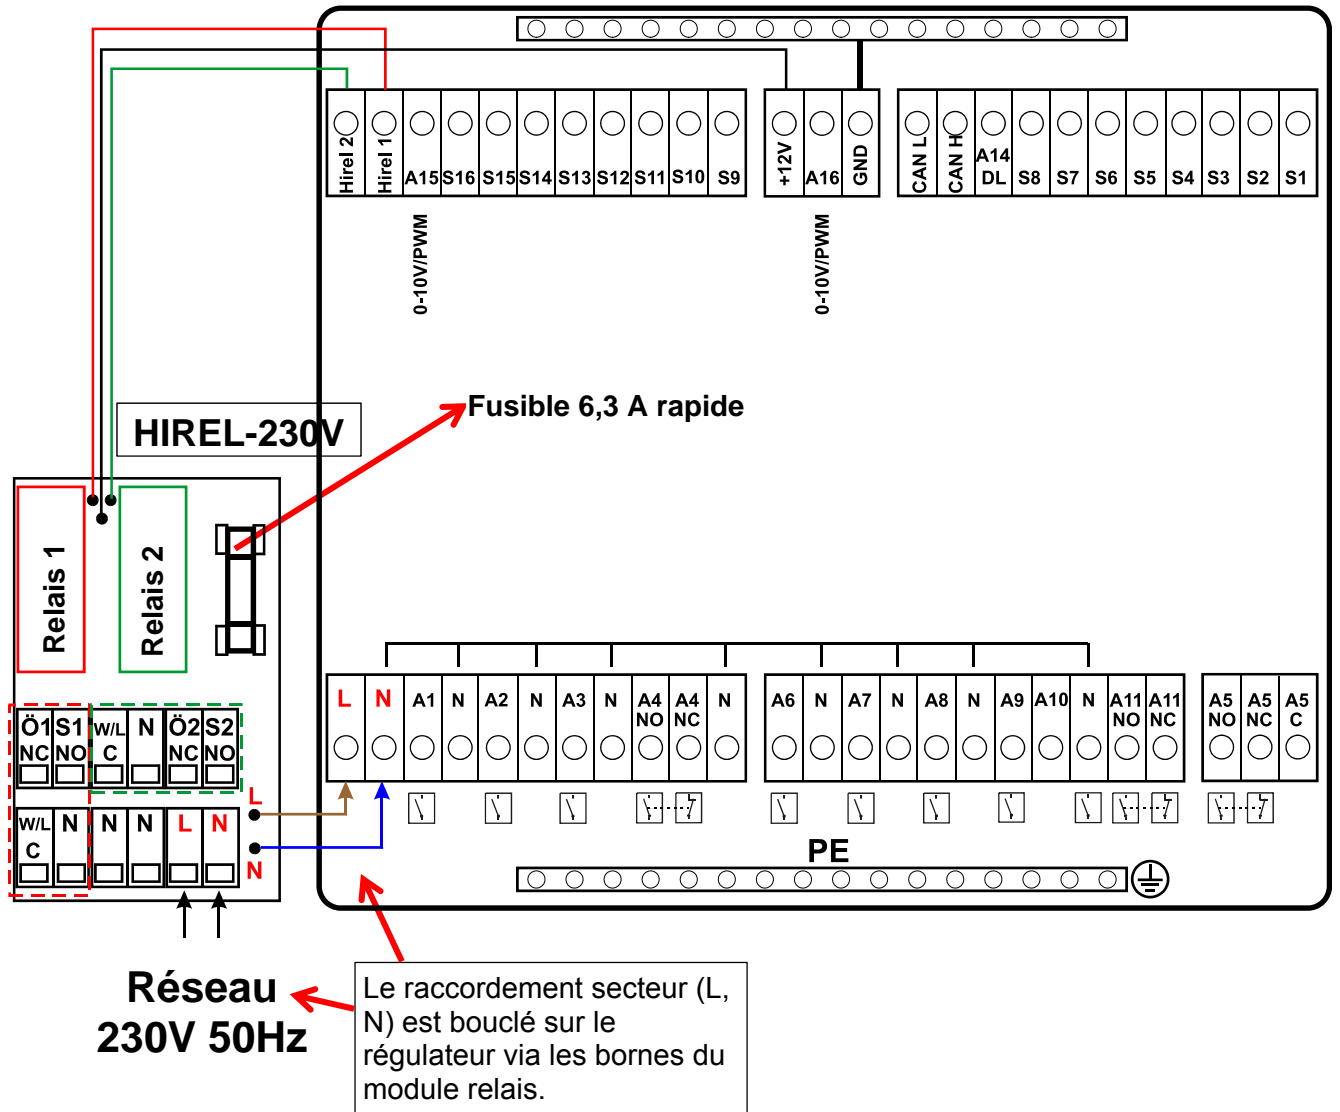 Hirel 2 Hirel 1 A15 S16 S15 S14 S13 S12 S11 S10 S9 +12V A16 GND CAN L CAN H A14 DL S8 S7 S6 S5 S4 S3 S2 S1
0-10V/PWM 0-10V/PWM
Fusible 6,3 A rapide
HIREL-230V
Relais 1 Relais 2
L N A1 N A2 N A3 N A4 NO A4 NC N A6 N A7 N A8 N A9 A10 N A11 NO A11 NC A5 NO A5 NC A5 C
Ö1 NC S1 NO W/L C N Ö2 NC S2 NO
L
W/L C N N N L N
N
PE
Réseau
230V 50Hz
Le raccordement secteur (L,
N) est bouclé sur le
régulateur via les bornes du
module relais.